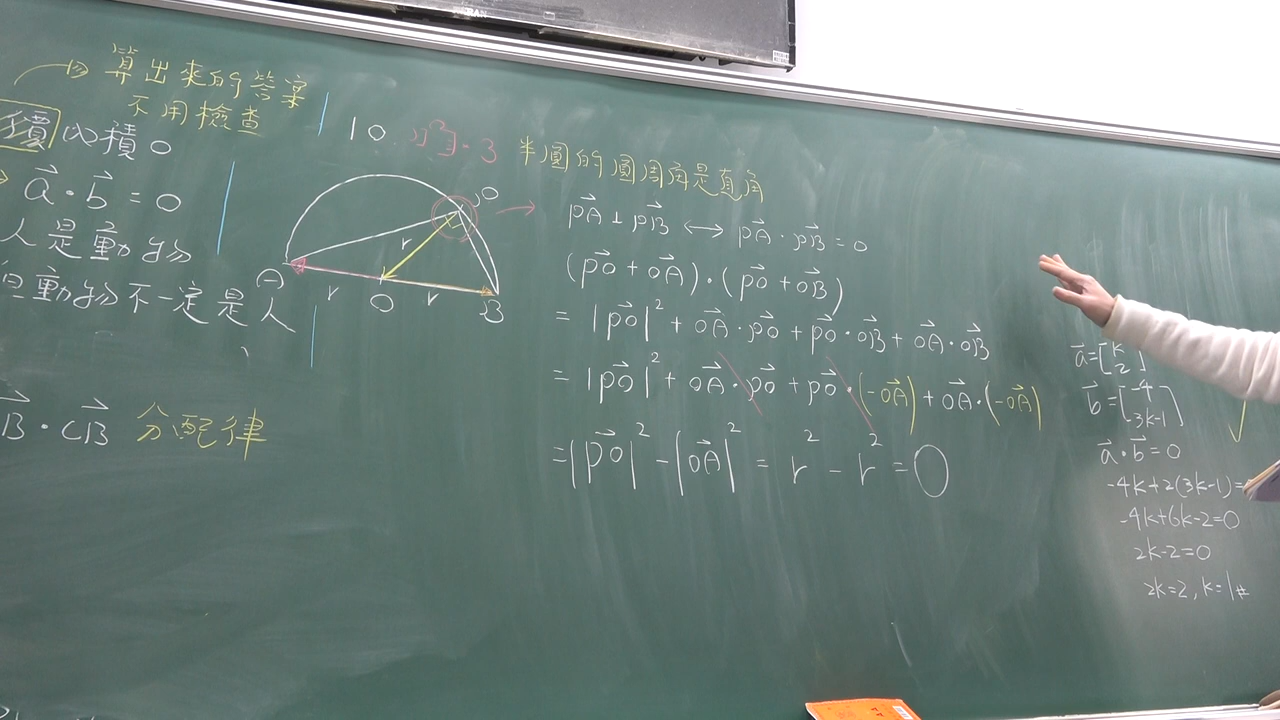 算出來的答案
不用檢查
價內積0
a⃗·b⃗=0
人是動物
動物不一定是人
B⃗·CB⃗ 分配律
10
習·3
半圓的圓周角是直角
A
r
O
r
B
r
P
PA⃗⊥PB⃗ ↔ PA⃗·PB⃗=0
(PO⃗+OA⃗)·(PO⃗+OB⃗)
=|PO⃗|²+OA⃗·PO⃗+PO⃗·OB⃗+OA⃗·OB⃗
=|PO⃗|²+OA⃗·PO⃗+PO⃗·(-OA⃗)+OA⃗·(-OA⃗)
=|PO⃗|²-|OA⃗|²=r²-r²=0
a⃗=[k 2]
b⃗=[-4 3k-1]
a⃗·b⃗=0
-4k+2(3k-1)=
-4k+6k-2=0
2k-2=0
2k=2, k=1#